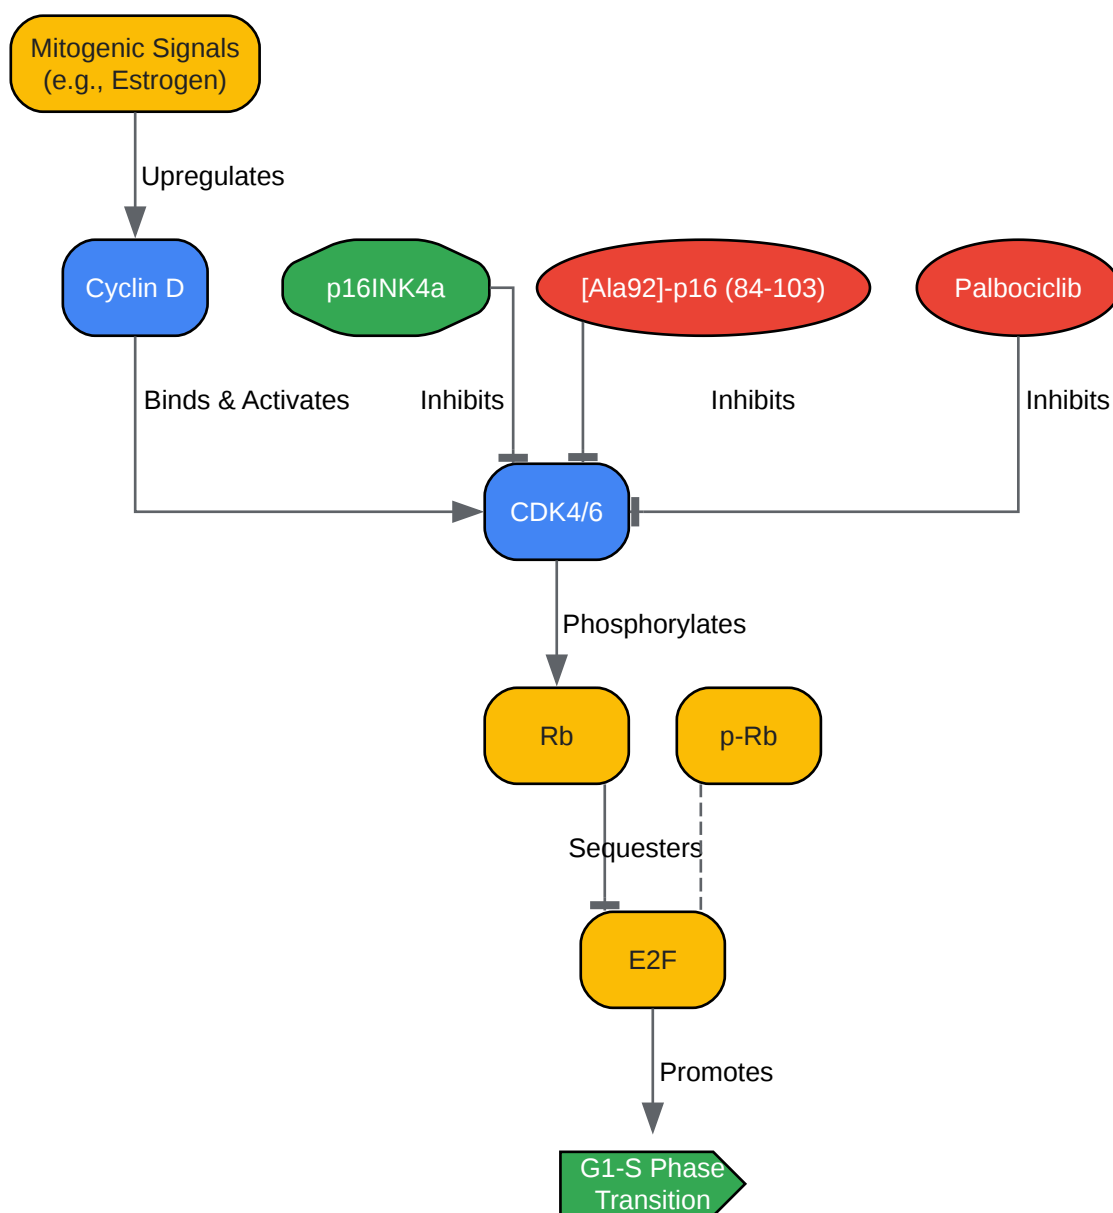 Mitogenic Signals
(e.g., Estrogen)
Upregulates
Cyclin D
p16INK4a
[Ala92]-p16 (84-103)
Palbociclib
Binds & Activates
Inhibits
Inhibits
Inhibits
CDK4/6
Phosphorylates
Rb
p-Rb
Sequesters
E2F
Promotes
G1-S Phase
Transition